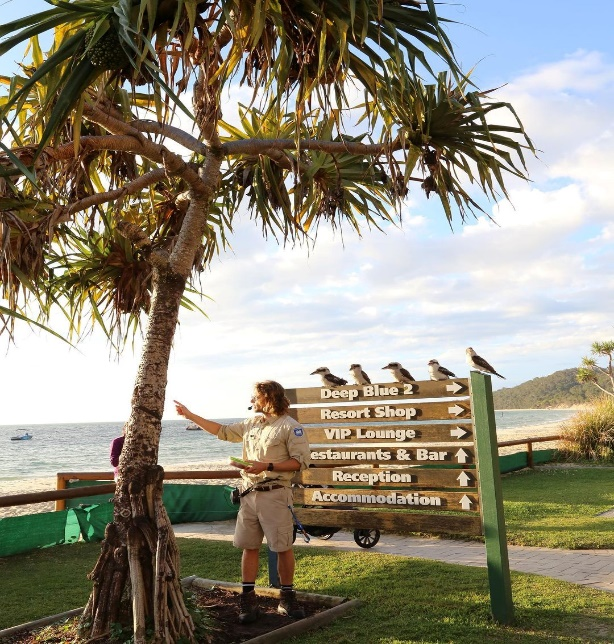 Deep Blue 2
Resort Shop
VIP Lounge
estaurants & Bar
Reception
Accommodation